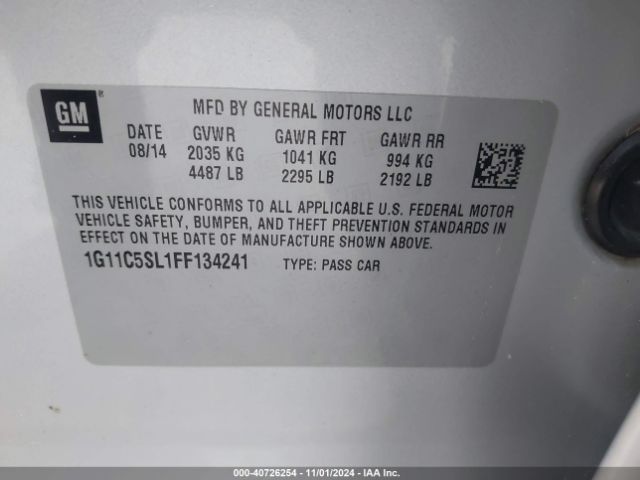 GM ®
MFD BY GENERAL MOTORS LLC
DATE GVWR GAWR FRT GAWR RR
08/14 2035 KG 1041 KG 994 KG
4487 LB 2295 LB 2192 LB
THIS VEHICLE CONFORMS TO ALL APPLICABLE U.S. FEDERAL MOTOR
VEHICLE SAFETY, BUMPER, AND THEFT PREVENTION STANDARDS IN
EFFECT ON THE DATE OF MANUFACTURE SHOWN ABOVE.
1G11C5SL1FF134241 TYPE: PASS CAR
000-40726254 - 11/01/2024 - IAA Inc.